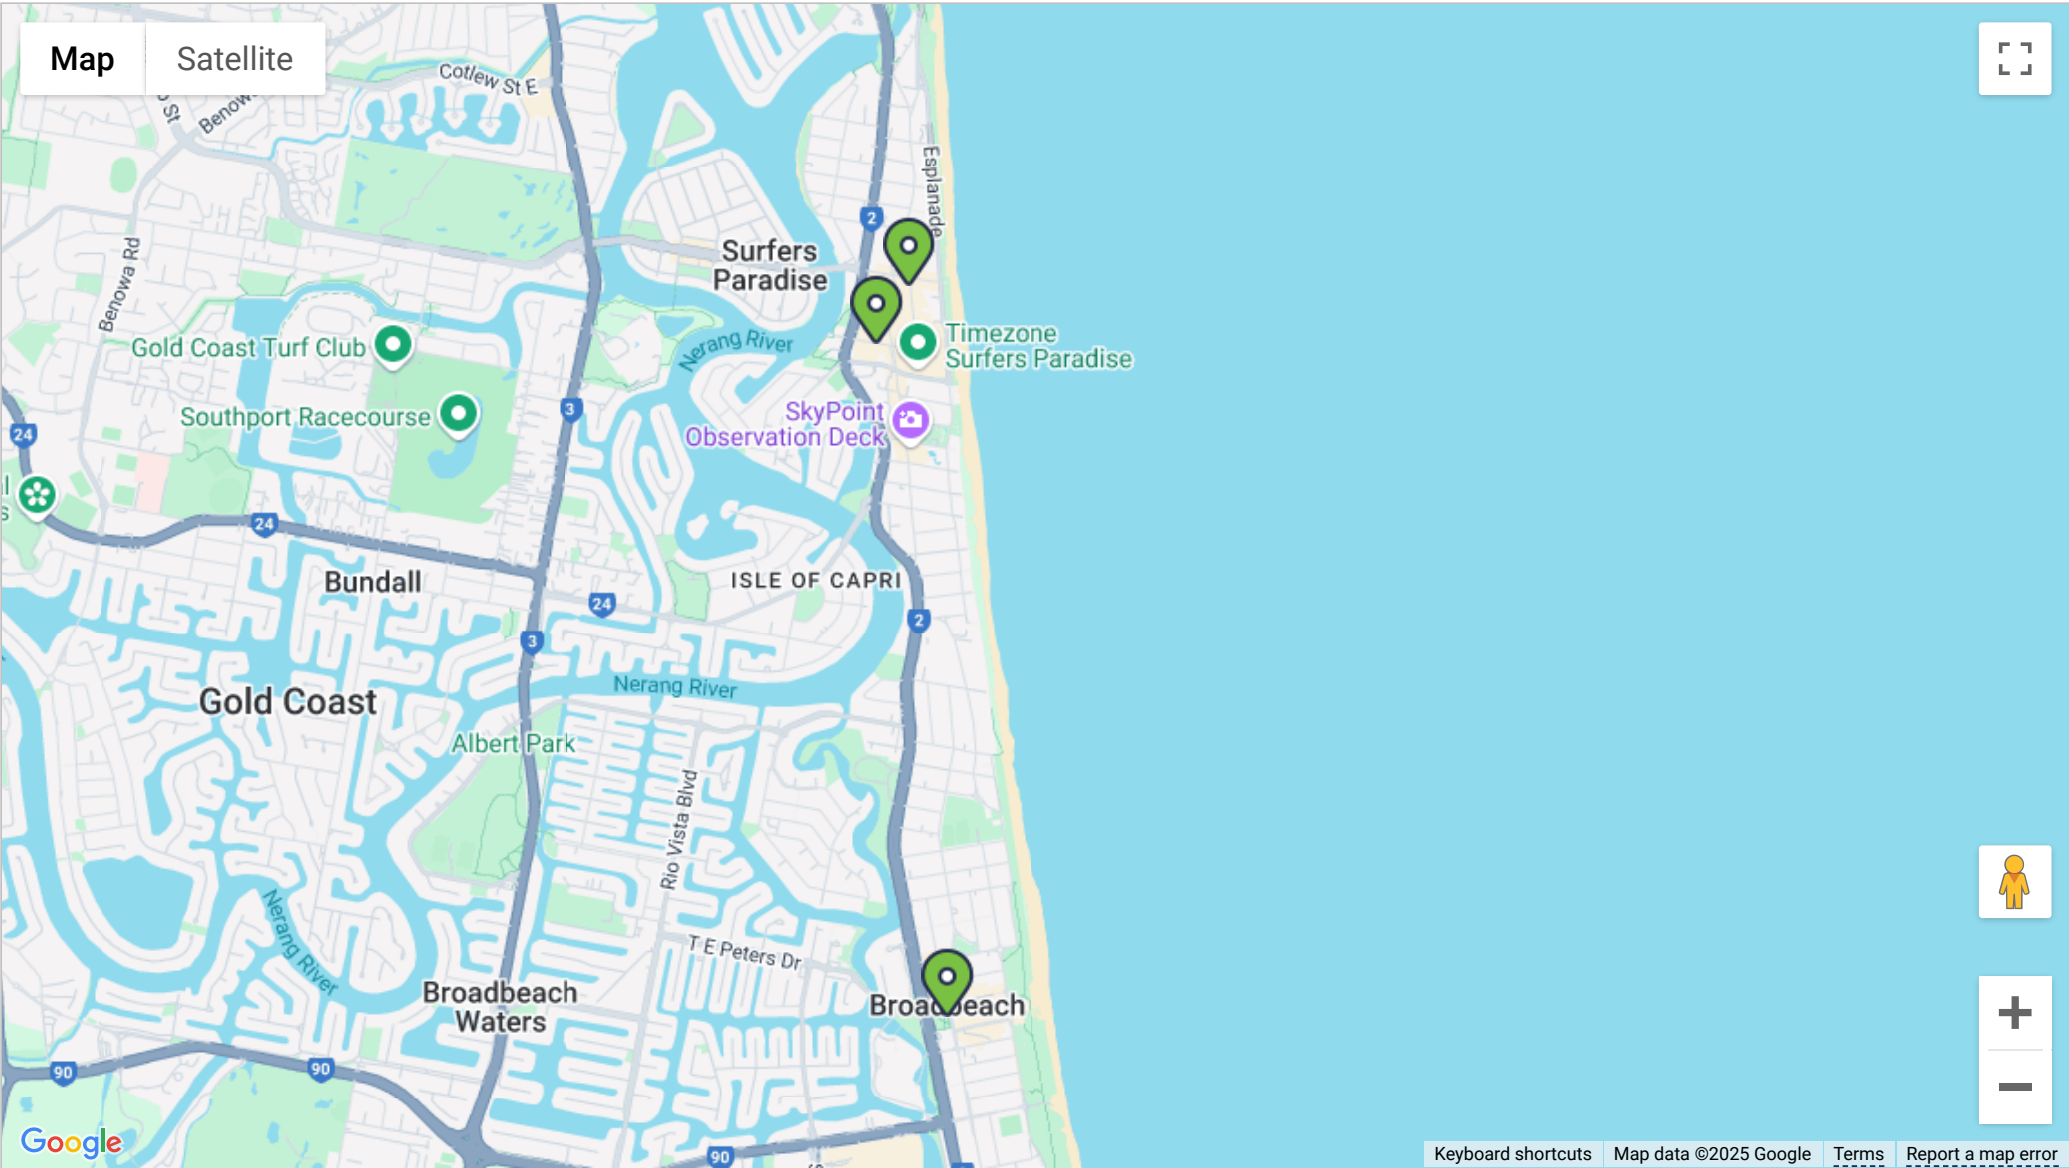 Map
Satellite
Cotlew St E
Benowa Rd
Esplanade
2
Surfers
Paradise
Gold Coast Turf Club
Nerang River
Timezone
Surfers Paradise
Southport Racecourse
3
SkyPoint
Observation Deck
24
24
Bundall
ISLE OF CAPRI
24
2
3
Nerang River
Gold Coast
Albert Park
Rio Vista Blvd
Nerang River
T E Peters Dr
Broadbeach
Waters
Broadbeach
90
90
90
Google
Keyboard shortcuts
Map data ©2025 Google
Terms
Report a map error